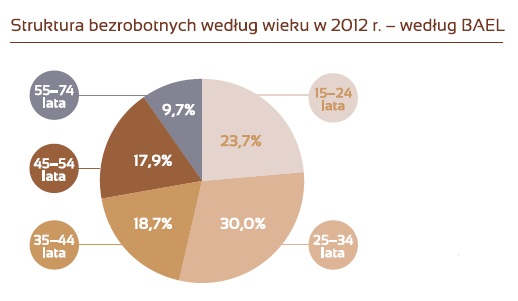 Struktura bezrobotnych według wieku w 2012 r. – według BAEL
55–74
lata
9,7%
15–24
lata
23,7%
45–54
lata
17,9%
35–44
lata
18,7%
30,0%
25–34
lata